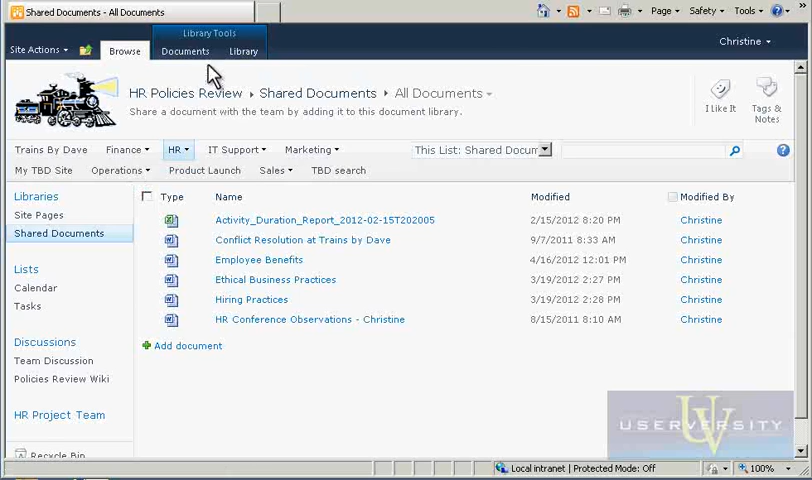 Shared Documents - All Documents
Page Safety Tools
Library Tools
Site Actions Browse Documents Library Christine
HR Policies Review Shared Documents All Documents
Share a document with the team by adding it to this document library.
I Like It Tags & Notes
Trains By Dave Finance HR IT Support Marketing This List: Shared Docum
My TBD Site Operations Product Launch Sales TBD search
Libraries
Site Pages
Shared Documents
Lists
Calendar
Tasks
Discussions
Team Discussion
Policies Review Wiki
HR Project Team
Recycle Bin
Type Name Modified Modified By
Activity_Duration_Report_2012-02-15T202005 2/15/2012 8:20 PM Christine
Conflict Resolution at Trains by Dave 9/7/2011 8:33 AM Christine
Employee Benefits 4/16/2012 12:01 PM Christine
Ethical Business Practices 3/19/2012 2:27 PM Christine
Hiring Practices 3/19/2012 2:28 PM Christine
HR Conference Observations - Christine 8/15/2011 8:10 AM Christine
Add document
UV
USERVERSITY
Local intranet | Protected Mode: Off 100%